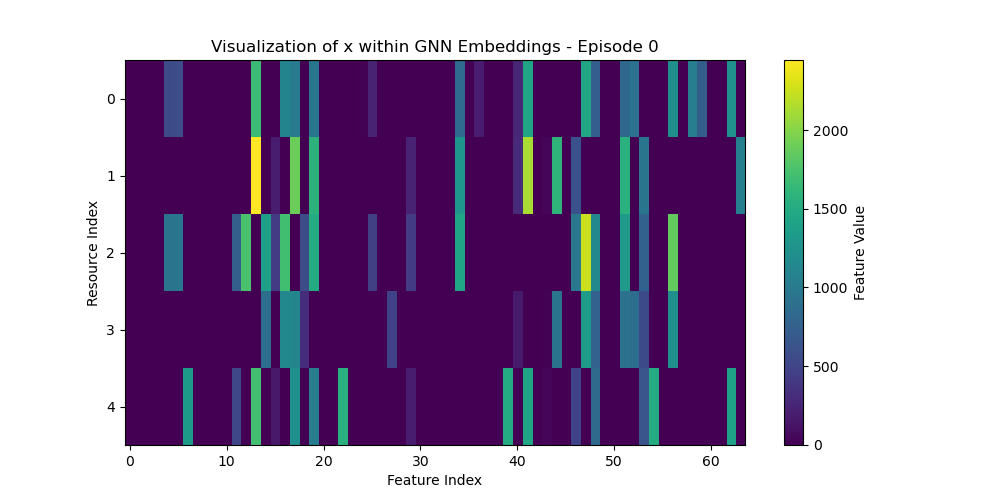 Visualization of x within GNN Embeddings - Episode 0
0
1
2
3
4
Resource Index
0 10 20 30 40 50 60
Feature Index
2000
1500
1000
500
0
Feature Value